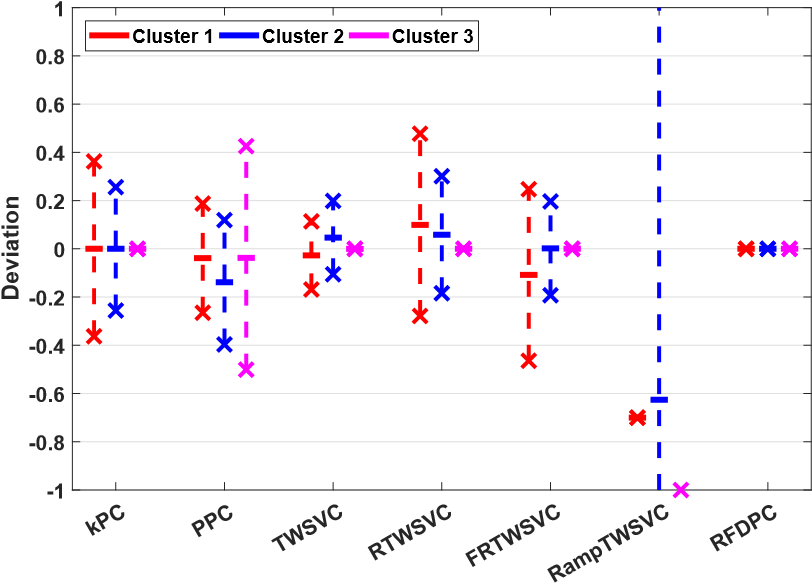 Cluster 1 Cluster 2 Cluster 3
Deviation
1
0.8
0.6
0.4
0.2
0
-0.2
-0.4
-0.6
-0.8
-1
kPC
PPC
TWSVC
RTWSVC
FRTWSVC
RampTWSVC
RFDPC